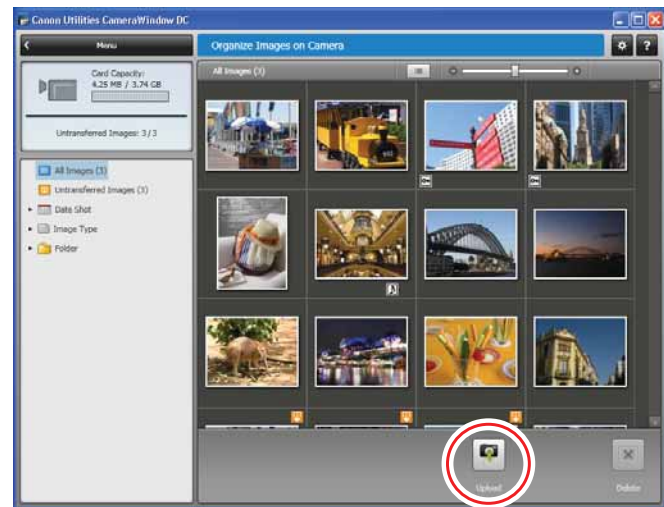 Canon Utilities CameraWindow DC
Menu
Organize Images on Camera
?
Card Capacity:
4.25 MB / 3.74 GB
All Images (3)
Untransferred Images: 3/3
All Images (3)
Untransferred Images (3)
Date Shot
Image Type
Folder
Upload
Delete